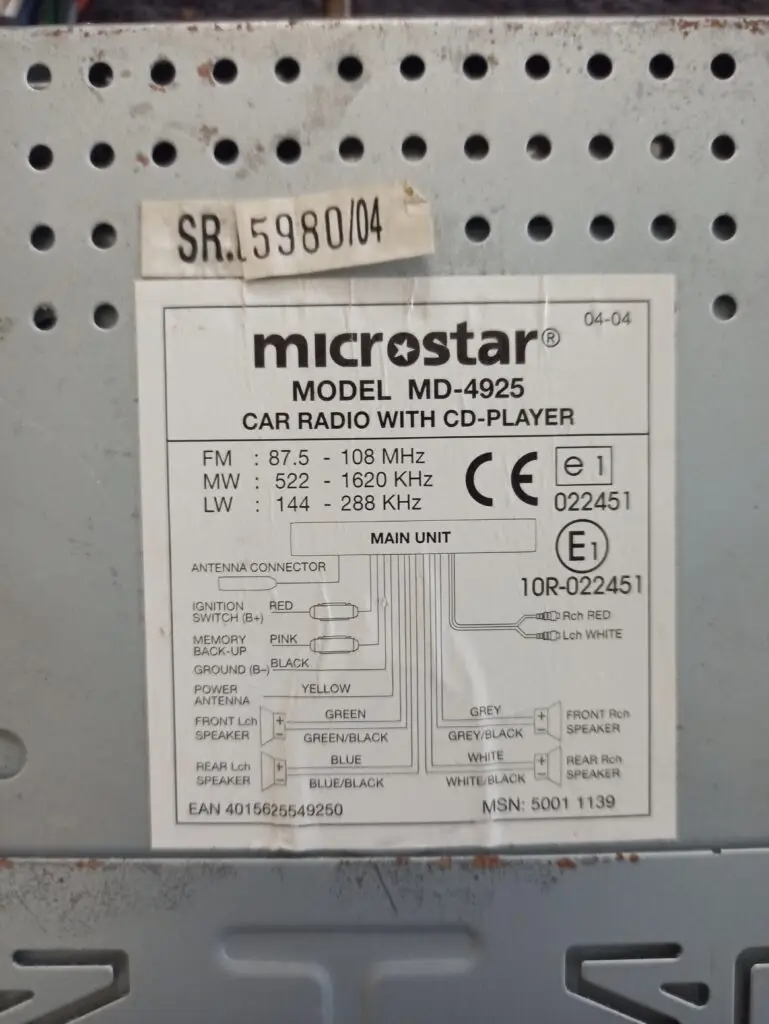 SR.15980/04
04-04
microstar®
MODEL MD-4925
CAR RADIO WITH CD-PLAYER
FM : 87.5 - 108 MHz
MW : 522 - 1620 KHz
LW : 144 - 288 KHz
CE
e 1
022451
E1
10R-022451
MAIN UNIT
ANTENNA CONNECTOR
IGNITION
SWITCH (B+)
RED
MEMORY
BACK-UP
PINK
GROUND (B-)
BLACK
POWER
ANTENNA
YELLOW
FRONT Lch
SPEAKER
GREEN
GREEN/BLACK
REAR Lch
SPEAKER
BLUE
BLUE/BLACK
Rch RED
Lch WHITE
GREY
GREY/BLACK
FRONT Rch
SPEAKER
WHITE
WHITE/BLACK
REAR Rch
SPEAKER
EAN 4015625549250
MSN: 5001 1139